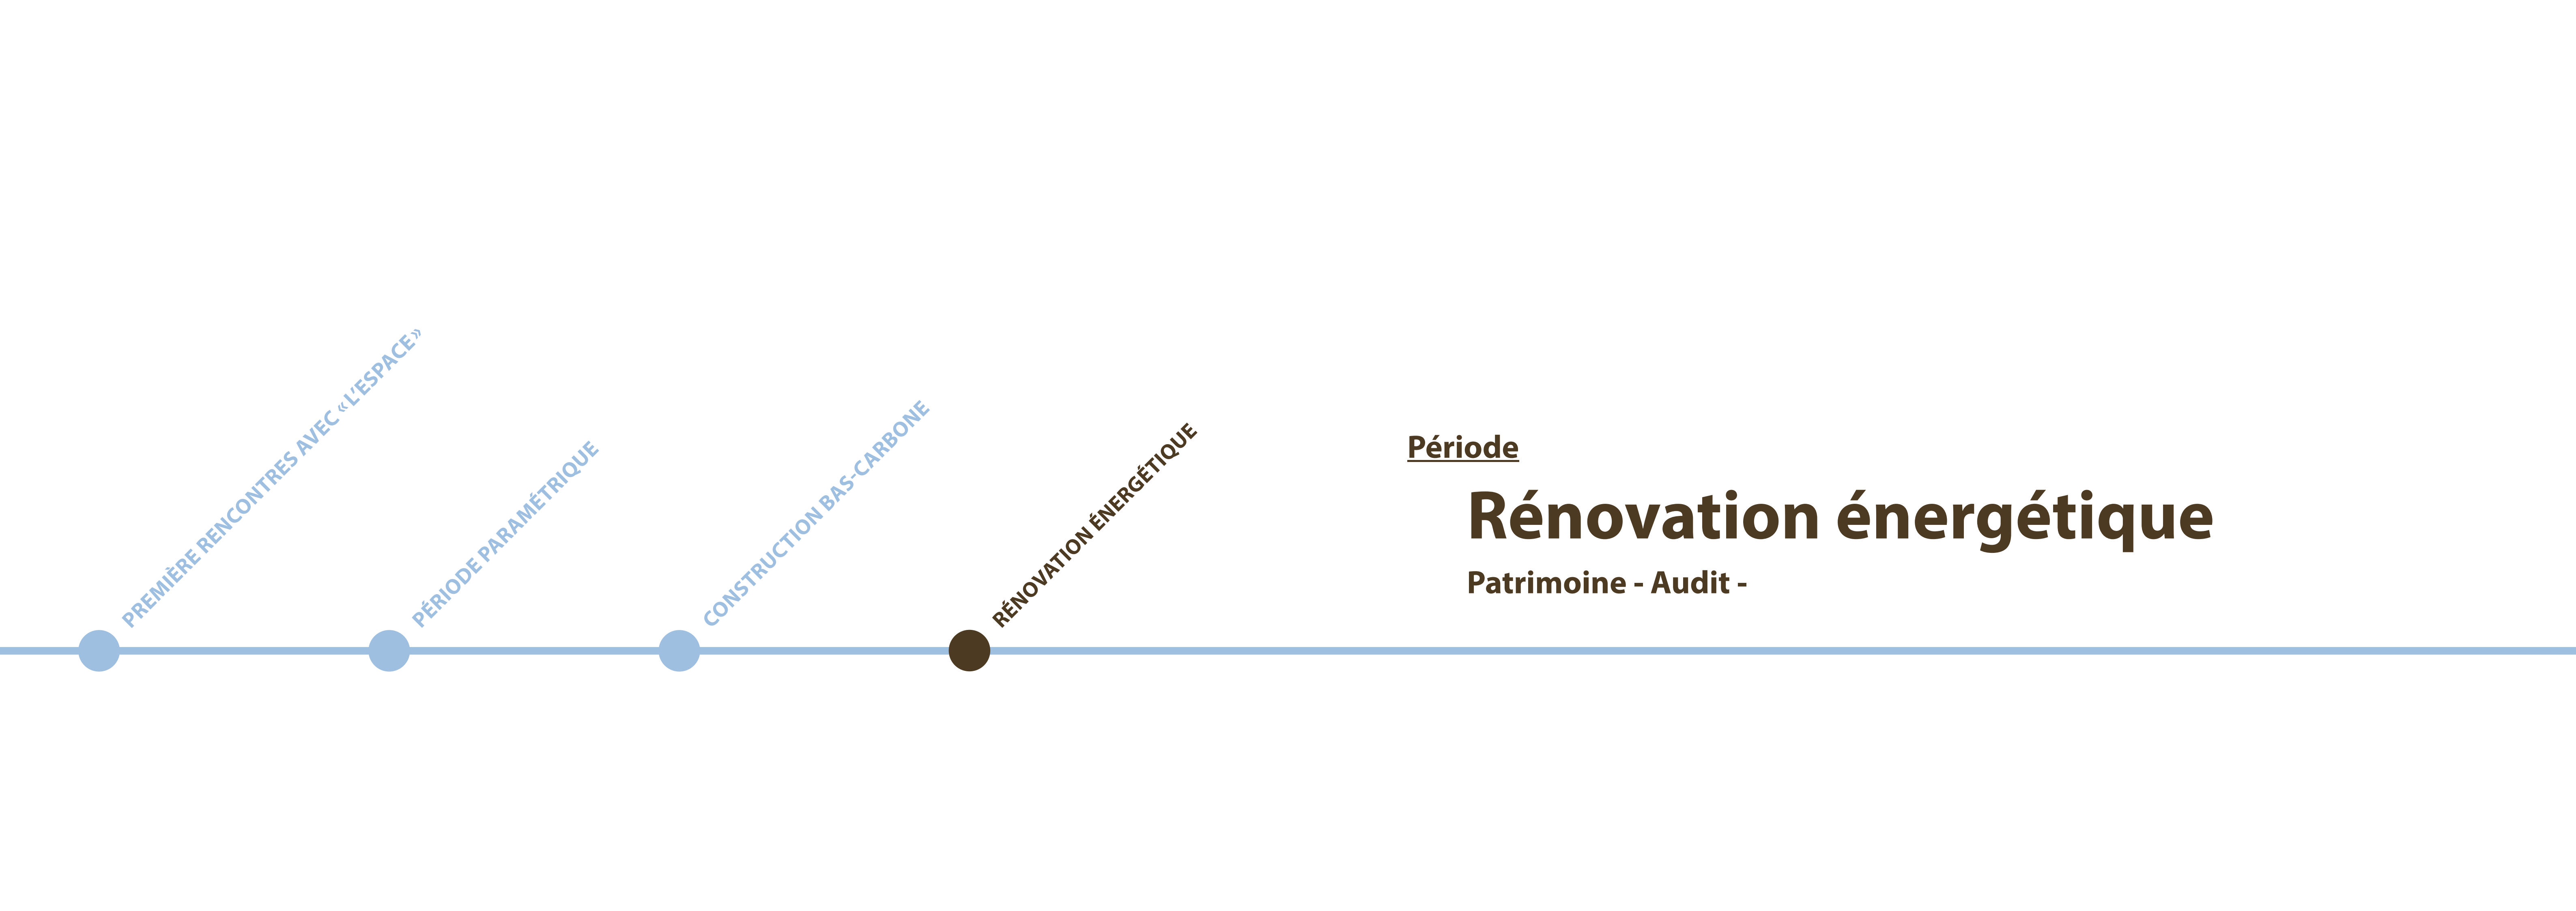 PREMIÈRE RENCONTRES AVEC «L'ESPACE»
PÉRIODE PARAMÉTRIQUE
CONSTRUCTION BAS-CARBONE
RÉNOVATION ÉNERGÉTIQUE
Période
Rénovation énergétique
Patrimoine - Audit -